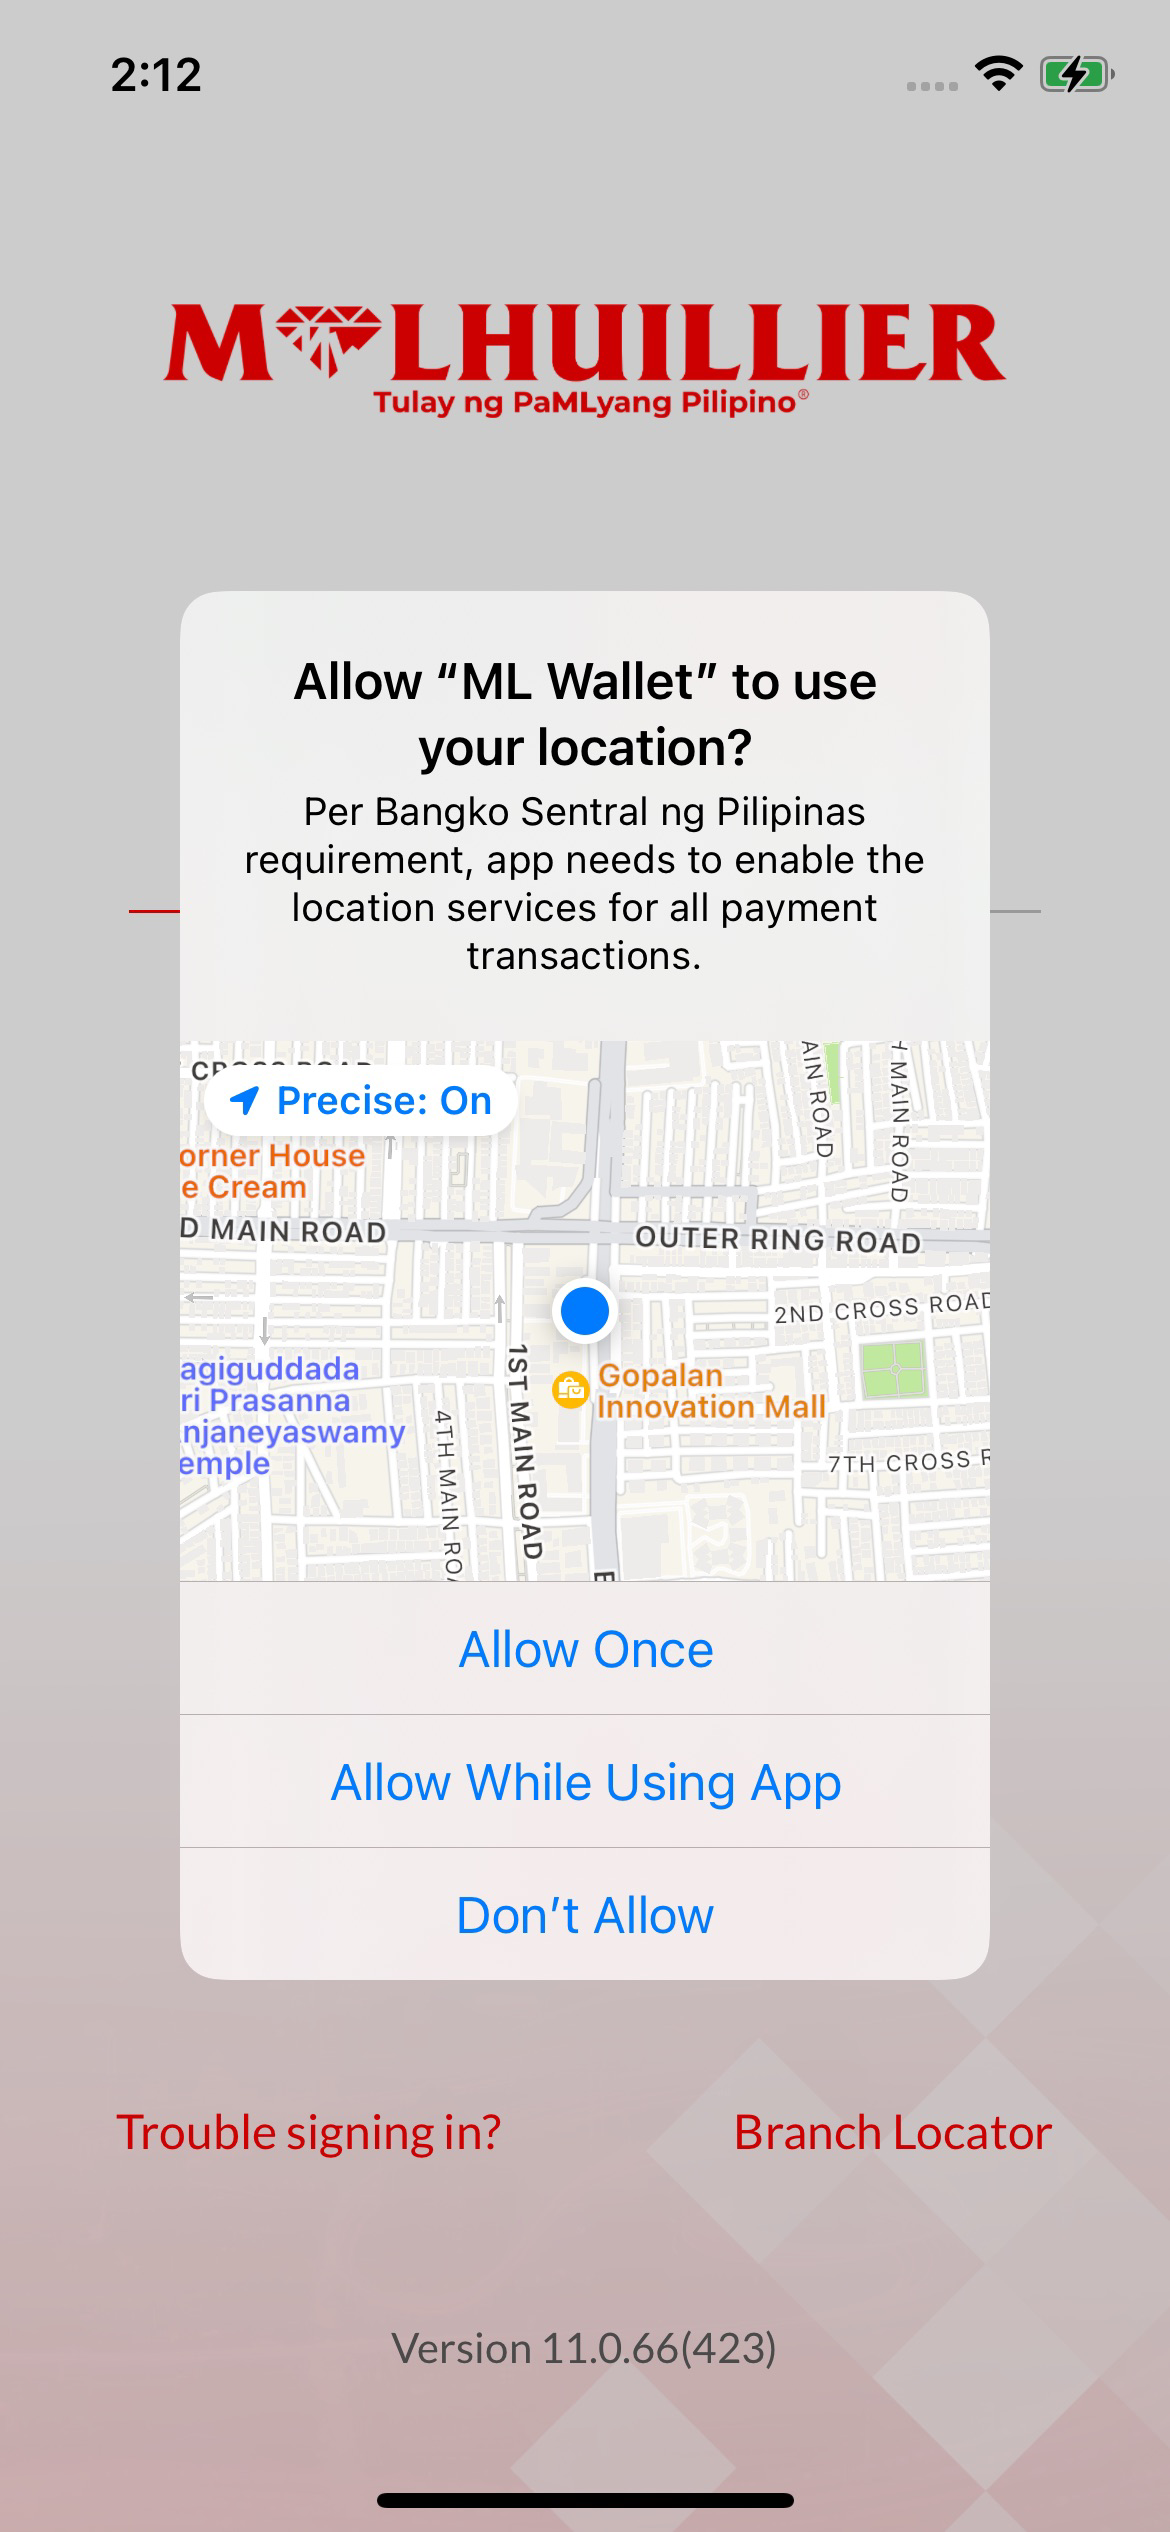 2:12
M LHUILLIER
Tulay ng PaMLyang Pilipino®
Allow “ML Wallet” to use
your location?
Per Bangko Sentral ng Pilipinas
requirement, app needs to enable the
location services for all payment
transactions.
CROSS ROAD
Precise: On
AIN ROAD
MAIN ROAD
orner House
e Cream
D MAIN ROAD
OUTER RING ROAD
2ND CROSS ROAD
1ST MAIN ROAD
agiguddada
ri Prasanna
njaneyaswamy
emple
Gopalan
Innovation Mall
4TH MAIN ROA
7TH CROSS R
Allow Once
Allow While Using App
Don’t Allow
Trouble signing in?
Branch Locator
Version 11.0.66(423)